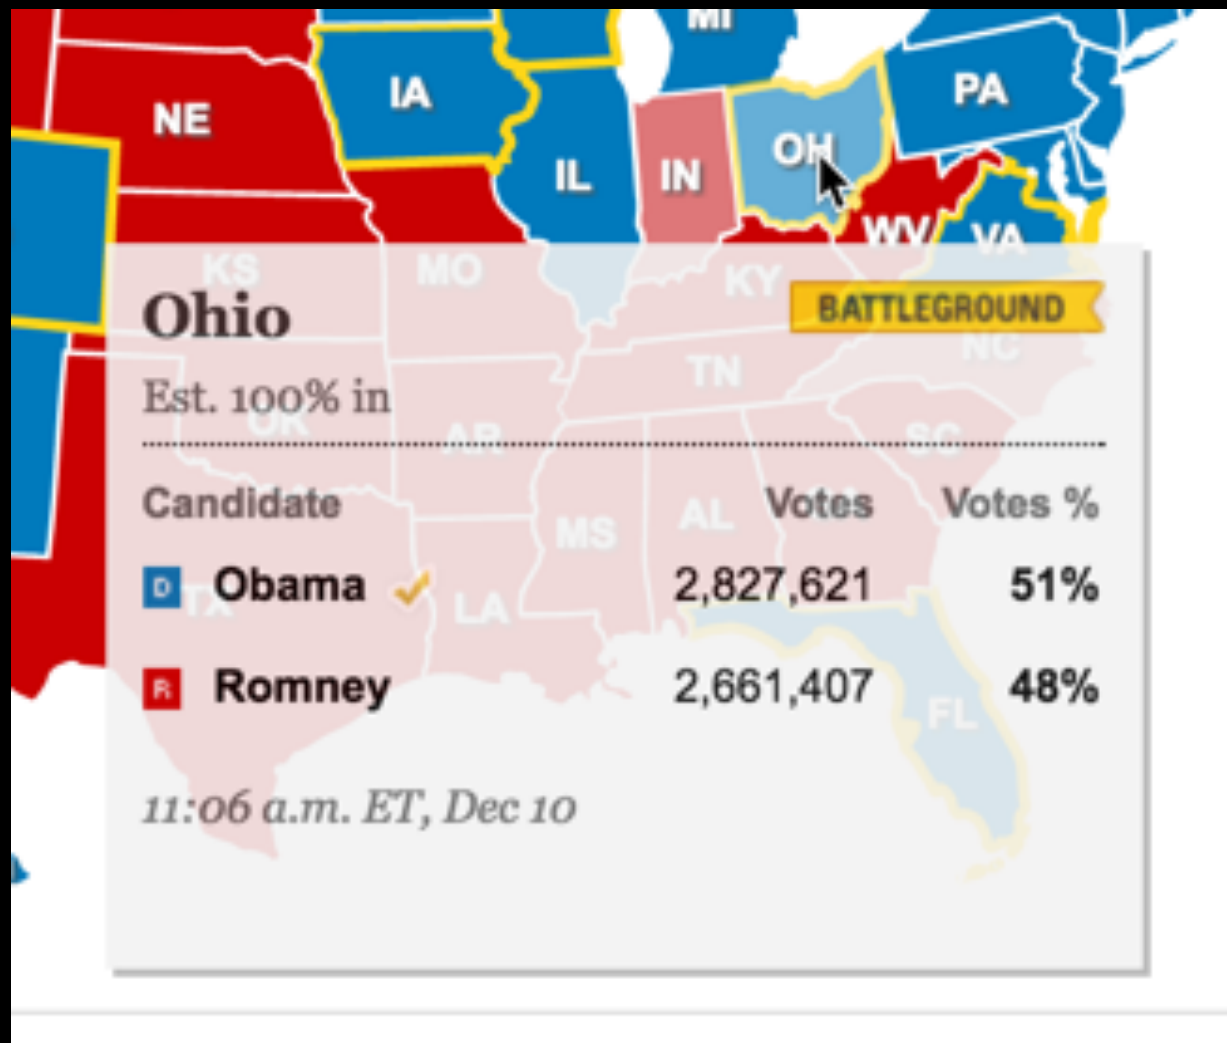 MI
NE
IA
IL
IN
OH
PA
WV
VA
KS
MO
KY
Ohio
BATTLEGROUND
NC
TN
Est. 100% in
OK
AR
SC
Candidate Votes Votes %
MS
AL
D Obama 2,827,621 51%
TX
LA
R Romney 2,661,407 48%
FL
11:06 a.m. ET, Dec 10